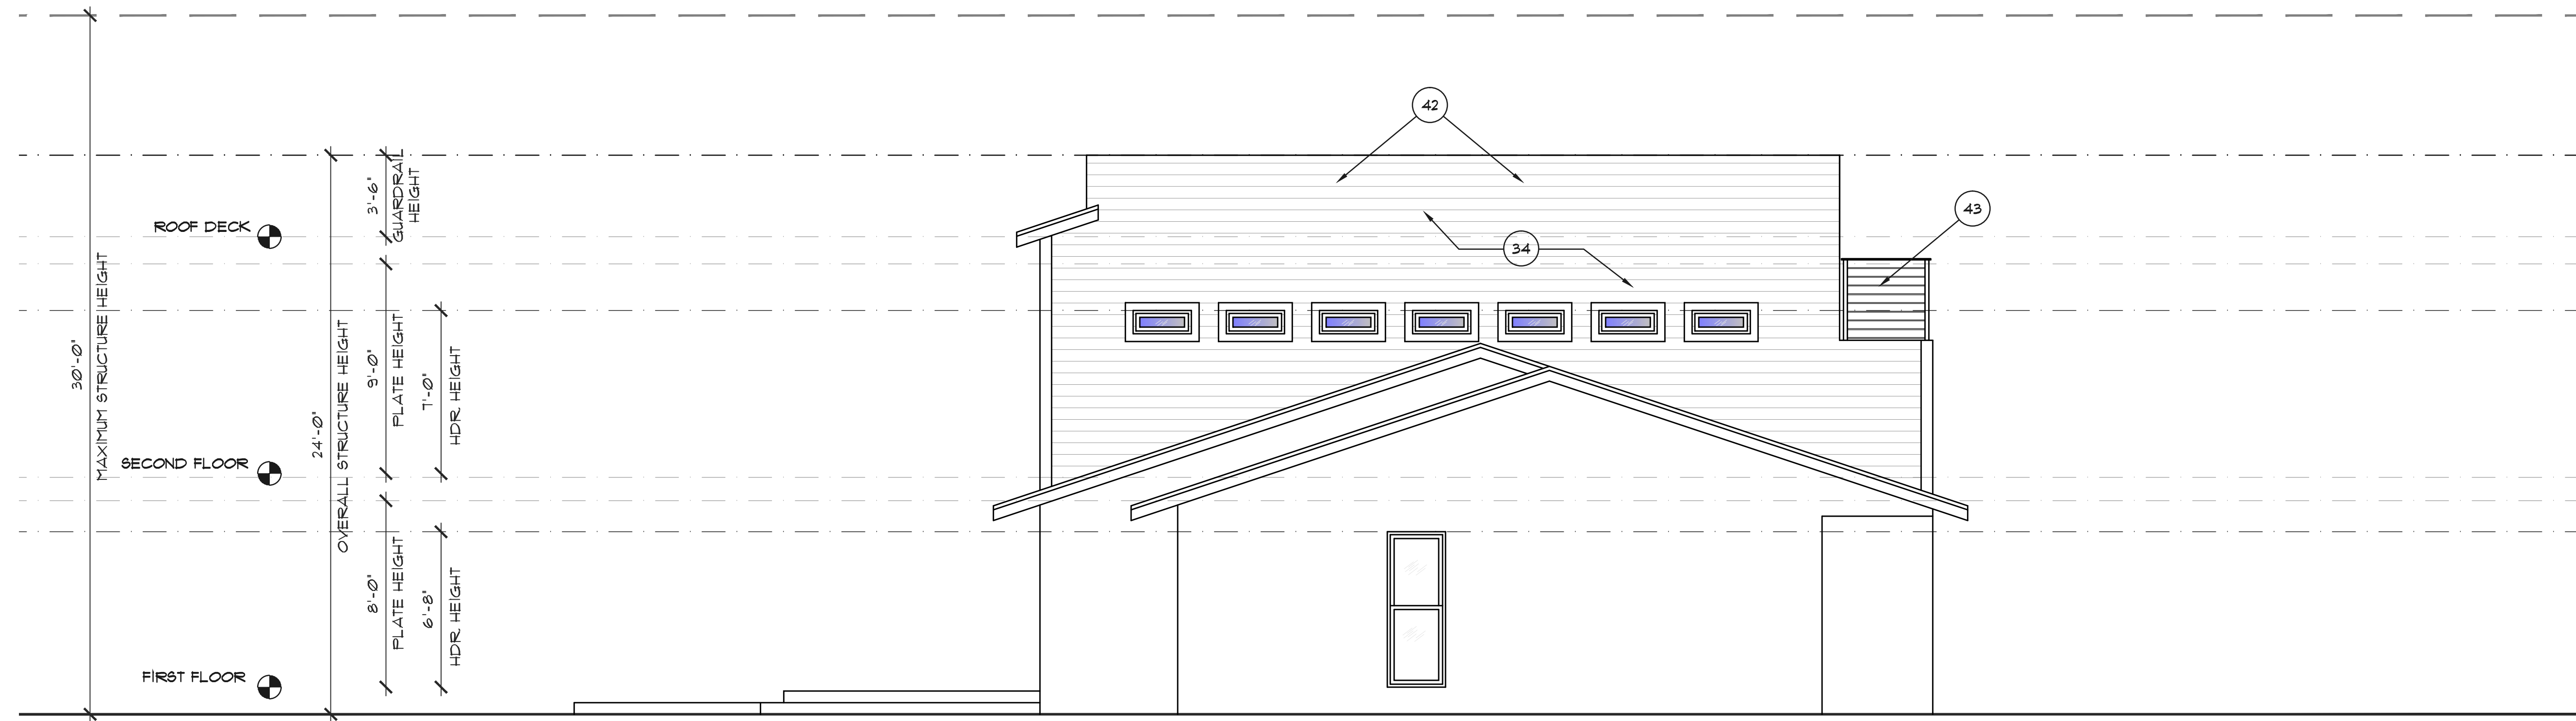 42
43
34
ROOF DECK
SECOND FLOOR
FIRST FLOOR
30'-0"
MAXIMUM STRUCTURE HEIGHT
24'-0"
OVERALL STRUCTURE HEIGHT
3'-6"
GUARDRAIL
HEIGHT
9'-0"
PLATE HEIGHT
7'-0"
HDR. HEIGHT
8'-0"
PLATE HEIGHT
6'-8"
HDR. HEIGHT